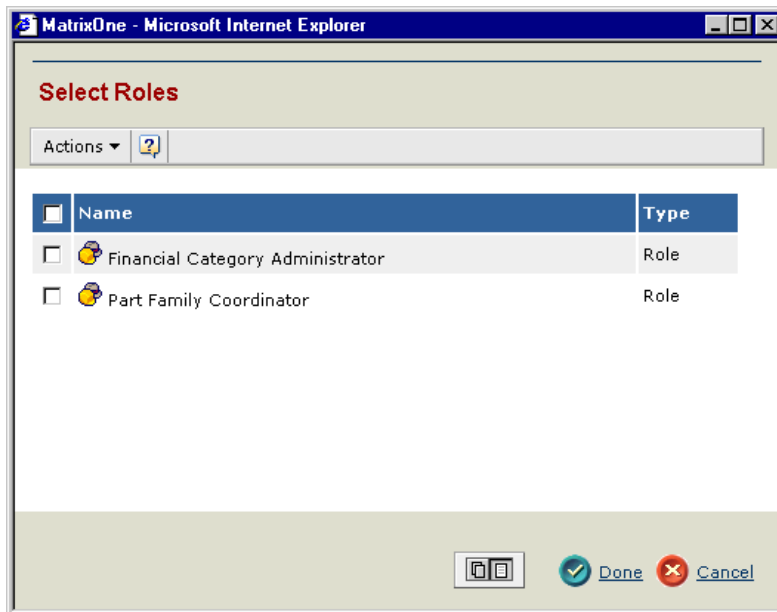 MatrixOne - Microsoft Internet Explorer
Select Roles
Actions
Name Type
Financial Category Administrator Role
Part Family Coordinator Role
Done Cancel